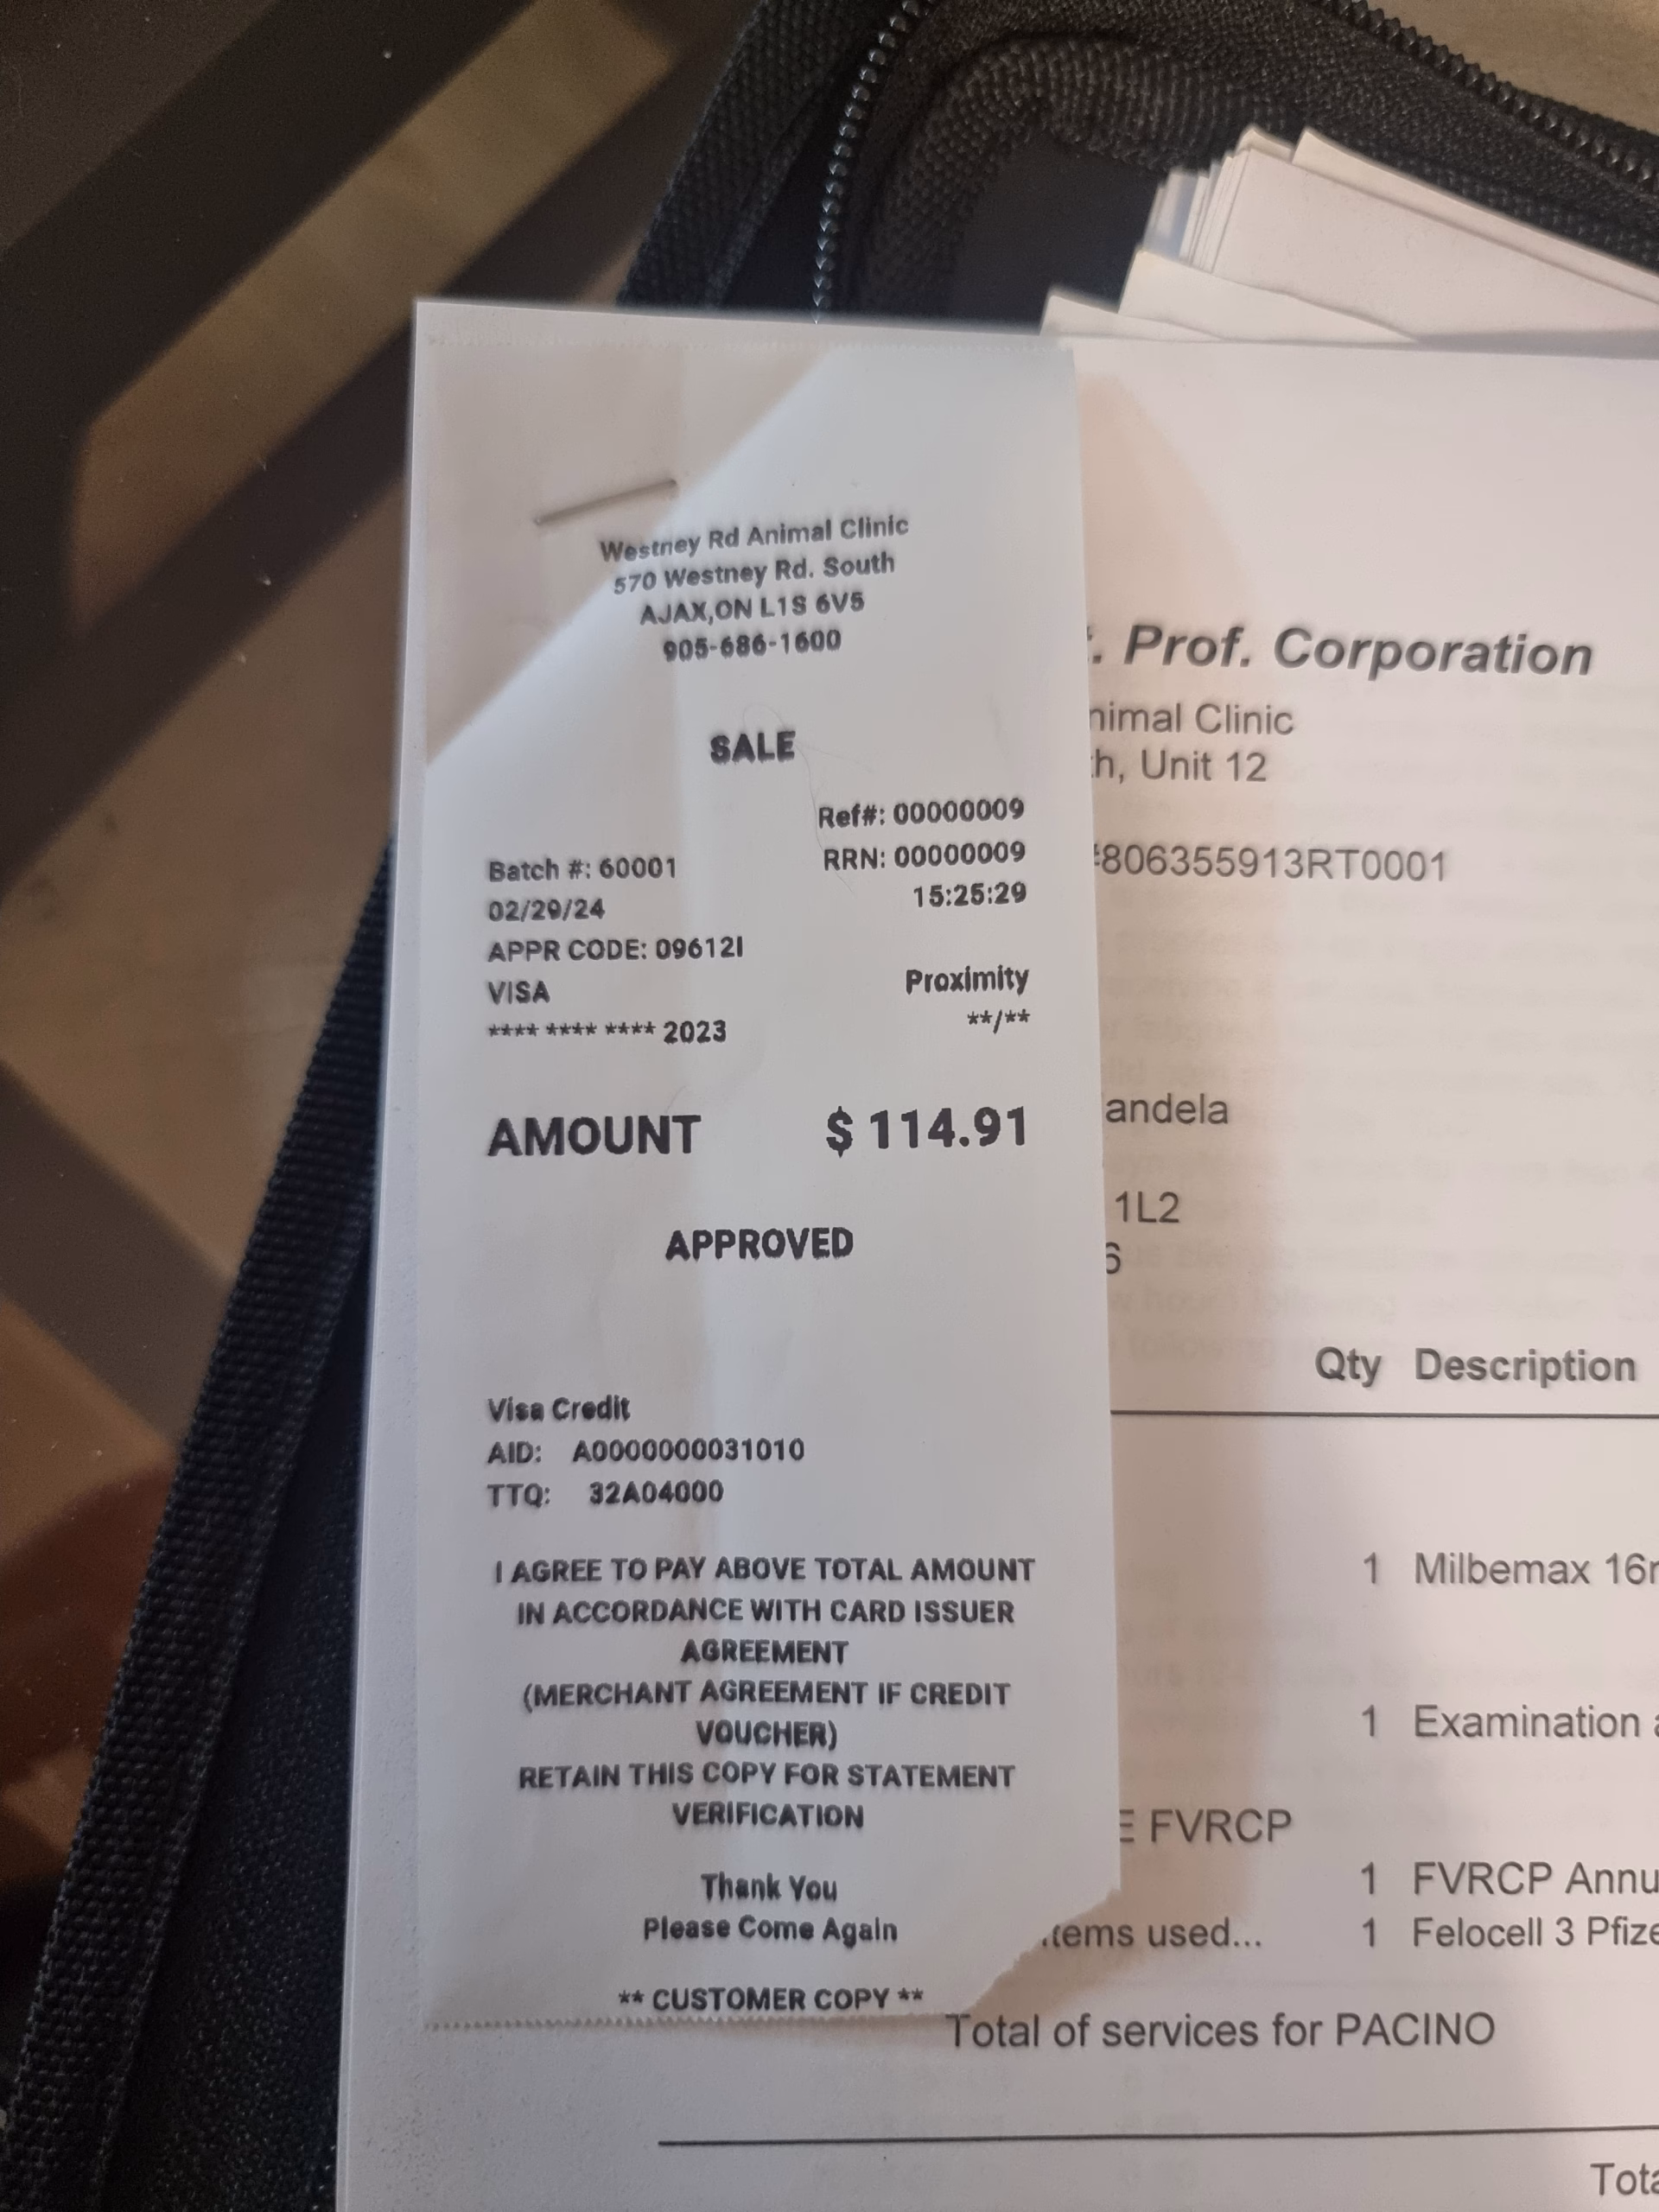 Westney Rd Animal Clinic
570 Westney Rd. South
AJAX,ON L1S 6V5
905-686-1600
SALE
Ref#: 00000009
Batch #: 60001 RRN: 00000009
02/29/24 15:25:29
APPR CODE: 09612I
VISA Proximity
**** **** **** 2023 **/**
AMOUNT $ 114.91
APPROVED
Visa Credit
AID: A0000000031010
TTQ: 32A04000
I AGREE TO PAY ABOVE TOTAL AMOUNT
IN ACCORDANCE WITH CARD ISSUER
AGREEMENT
(MERCHANT AGREEMENT IF CREDIT
VOUCHER)
RETAIN THIS COPY FOR STATEMENT
VERIFICATION
Thank You
Please Come Again
** CUSTOMER COPY **
. Prof. Corporation
nimal Clinic
h, Unit 12
806355913RT0001
andela
1L2
6
Qty Description
1 Milbemax 16
1 Examination
E FVRCP
1 FVRCP Annu
tems used... 1 Felocell 3 Pfize
Total of services for PACINO
Tota